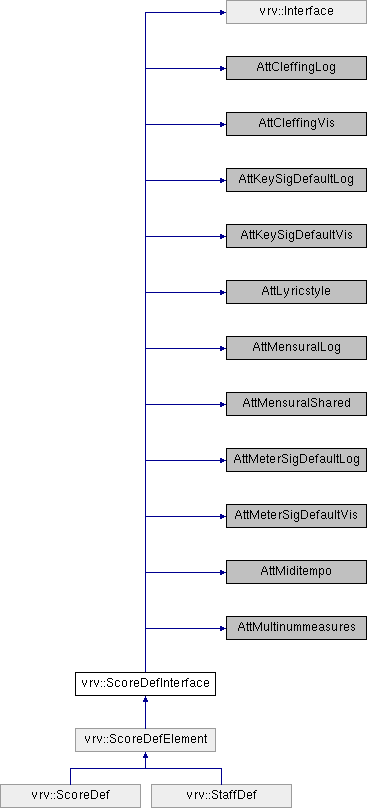 vrv::Interface
AttCleffingLog
AttCleffingVis
AttKeySigDefaultLog
AttKeySigDefaultVis
AttLyricstyle
AttMensuralLog
AttMensuralShared
AttMeterSigDefaultLog
AttMeterSigDefaultVis
AttMiditempo
AttMultinummeasures
vrv::ScoreDefInterface
vrv::ScoreDefElement
vrv::ScoreDef
vrv::StaffDef